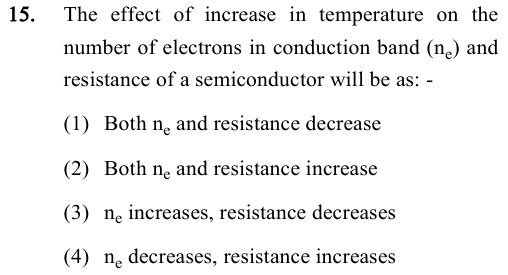 15. The effect of increase in temperature on the
number of electrons in conduction band (nₑ) and
resistance of a semiconductor will be as: -
(1) Both nₑ and resistance decrease
(2) Both nₑ and resistance increase
(3) nₑ increases, resistance decreases
(4) nₑ decreases, resistance increases